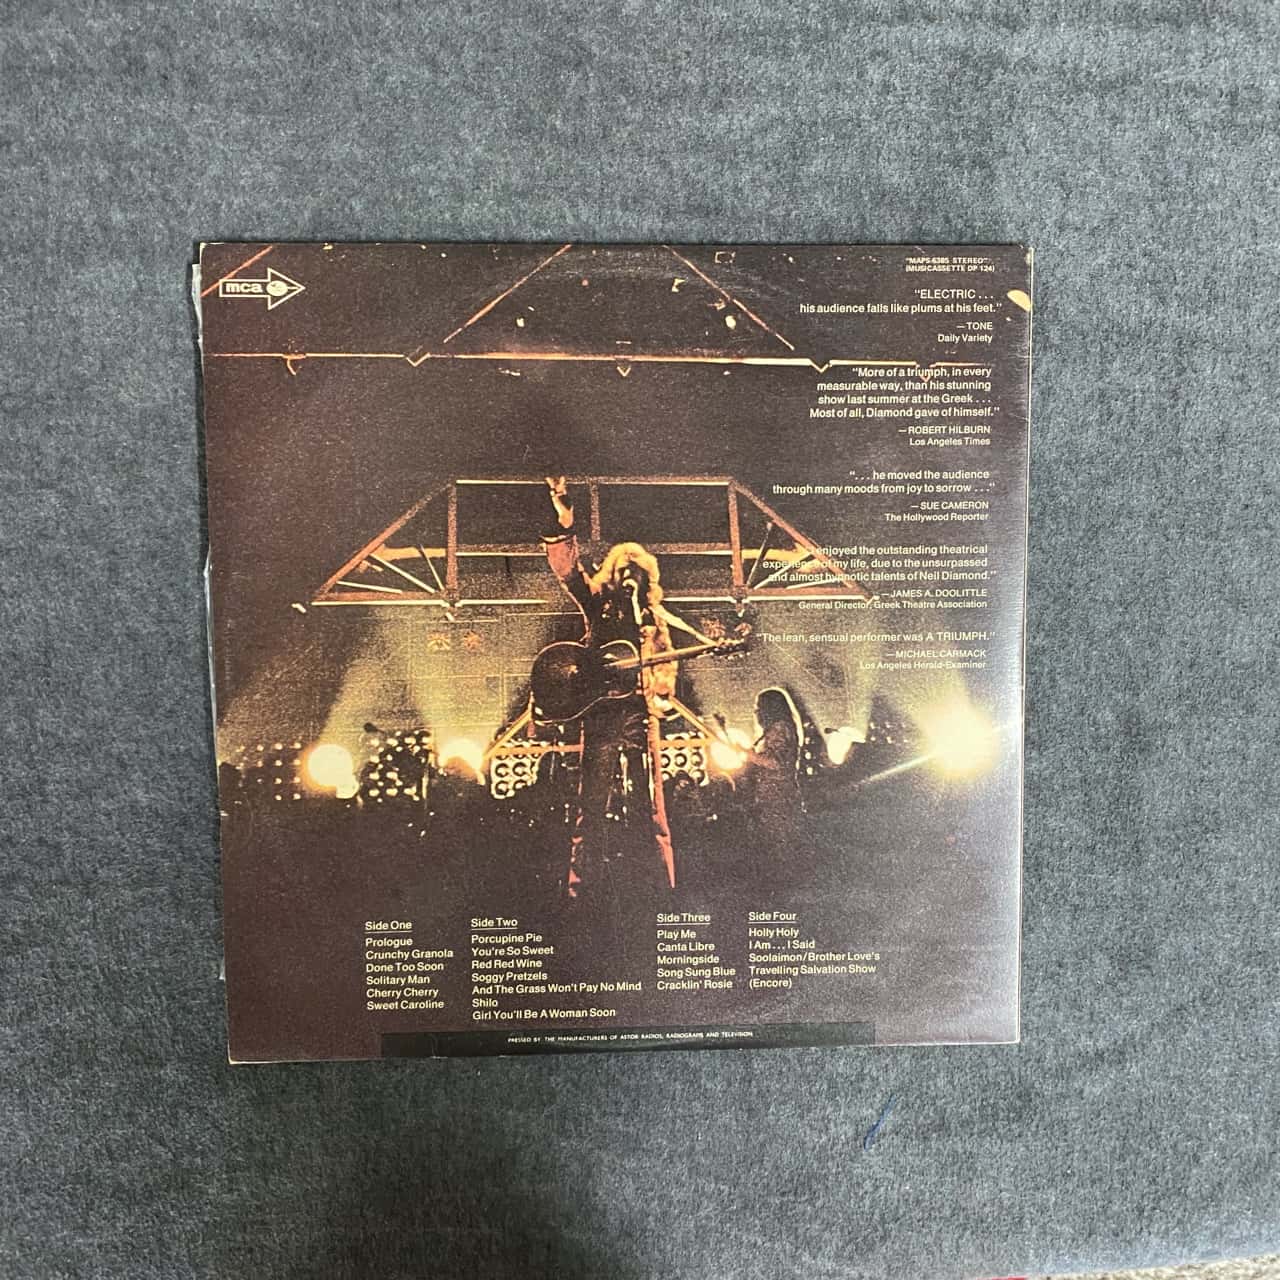 mca
"MAPS-6385 STEREO"
(MUSICASSETTE DP 124)
"ELECTRIC...
his audience falls like plums at his feet."
—TONE
Daily Variety
"More of a triumph, in every
measurable way, than his stunning
show last summer at the Greek...
Most of all, Diamond gave of himself."
—ROBERT HILBURN
Los Angeles Times
"...he moved the audience
through many moods from joy to sorrow..."
—SUE CAMERON
The Hollywood Reporter
enjoyed the outstanding theatrical
experience of my life, due to the unsurpassed
and almost hypnotic talents of Neil Diamond."
—JAMES A. DOOLITTLE
General Director, Greek Theatre Association
"The lean, sensual performer was A TRIUMPH."
—MICHAEL CARMACK
Los Angeles Herald-Examiner
Side One
Prologue
Crunchy Granola
Done Too Soon
Solitary Man
Cherry Cherry
Sweet Caroline
Side Two
Porcupine Pie
You're So Sweet
Red Red Wine
Soggy Pretzels
And The Grass Won't Pay No Mind
Shilo
Girl You'll Be A Woman Soon
Side Three
Play Me
Canta Libre
Morningside
Song Sung Blue
Cracklin' Rosie
Side Four
Holly Holy
I Am... I Said
Soolaimon/Brother Love's
Travelling Salvation Show
(Encore)
PRESSED BY THE MANUFACTURERS OF ASTOR RADIOS, RADIOGRAMS AND TELEVISION